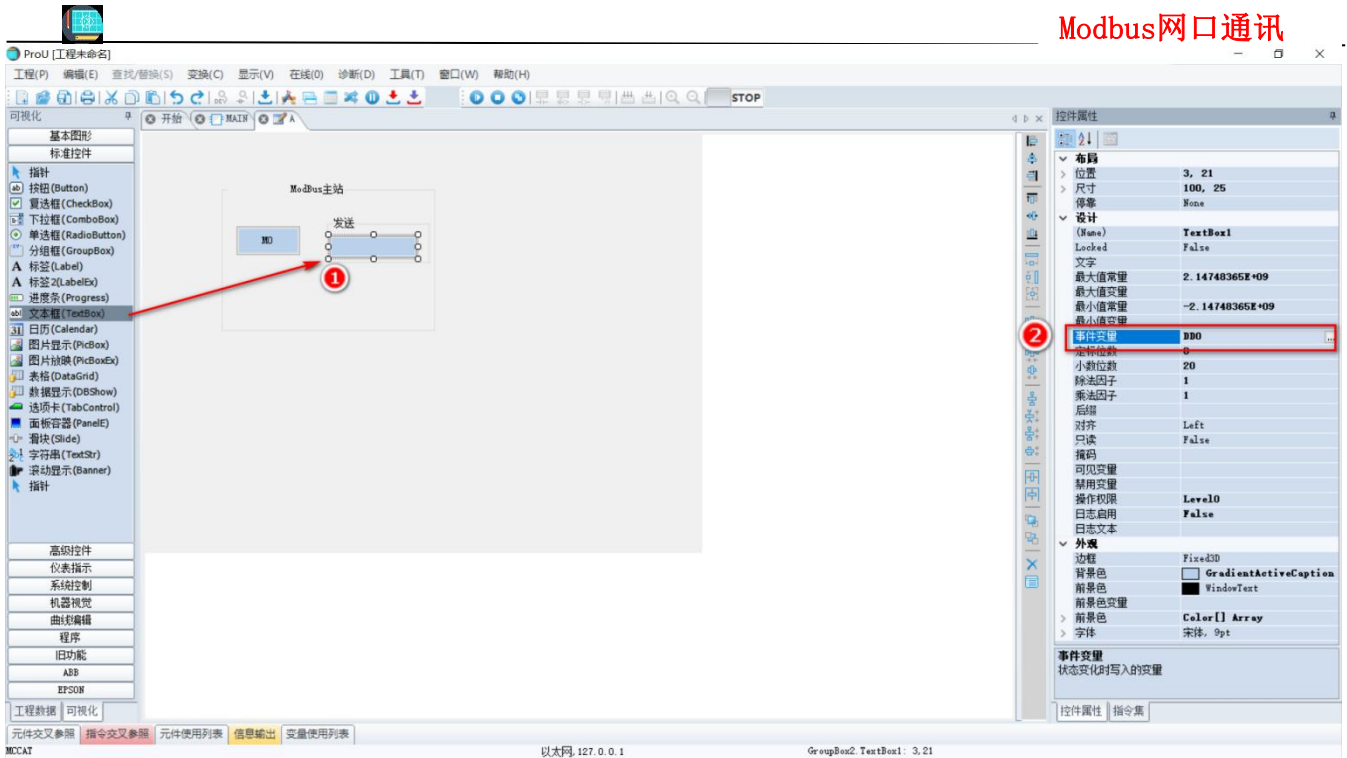 Modbus网口通讯
ProU [工程未命名]
工程(P) 编辑(E) 查找/替换(S) 变换(C) 显示(V) 在线(O) 诊断(D) 工具(T) 窗口(W) 帮助(H)
STOP
可视化
开始 MAIN A
控件属性
基本图形
标准控件
指针
按钮(Button)
复选框(CheckBox)
下拉框(ComboBox)
单选框(RadioButton)
分组框(GroupBox)
标签(Label)
标签2(LabelEx)
进度条(Progress)
文本框(TextBox)
日历(Calendar)
图片显示(PicBox)
图片放映(PicBoxEx)
表格(DataGrid)
数据显示(DBShow)
选项卡(TabControl)
面板容器(PanelE)
滑块(Slide)
字符串(TextStr)
滚动显示(Banner)
指针
高级控件
仪表指示
系统控制
机器视觉
曲线编辑
程序
旧功能
ABB
EPSON
工程数据 可视化
ModBus主站
M0
发送
1
2
布局
位置 3, 21
尺寸 100, 25
停靠 None
设计
(Name) TextBox1
Locked False
文字
最大值常量 2.14748365E+09
最大值变量
最小值常量 -2.14748365E+09
最小值变量
事件变量 DD0 ...
定标位数 0
小数位数 20
除法因子 1
乘法因子 1
后缀
对齐 Left
只读 False
掩码
可见变量
禁用变量
操作权限 Level0
日志启用 False
日志文本
外观
边框 Fixed3D
背景色 GradientActiveCaption
前景色 WindowText
前景色变量
前景色 Color[] Array
字体 宋体, 9pt
事件变量
状态变化时写入的变量
控件属性 指令集
元件交叉参照 指令交叉参照 元件使用列表 信息输出 变量使用列表
MCCAT 以太网,127.0.0.1 GroupBox2.TextBox1: 3,21